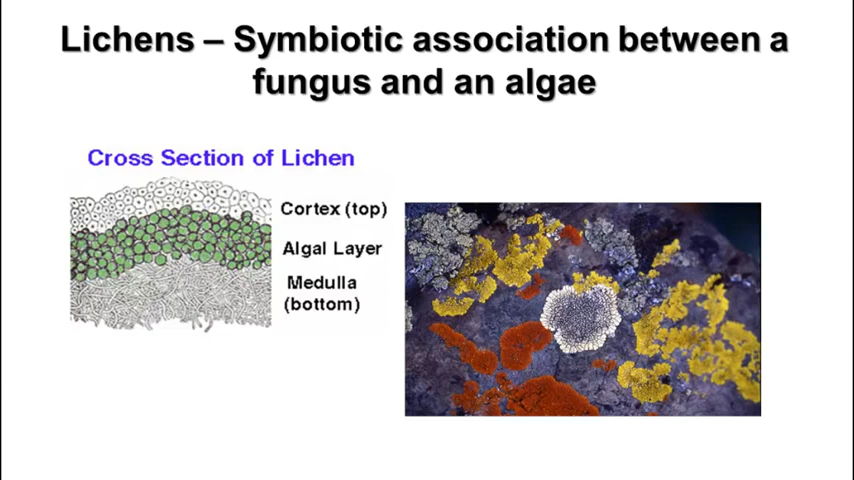 Lichens – Symbiotic association between a
fungus and an algae
Cross Section of Lichen
Cortex (top)
Algal Layer
Medulla
(bottom)